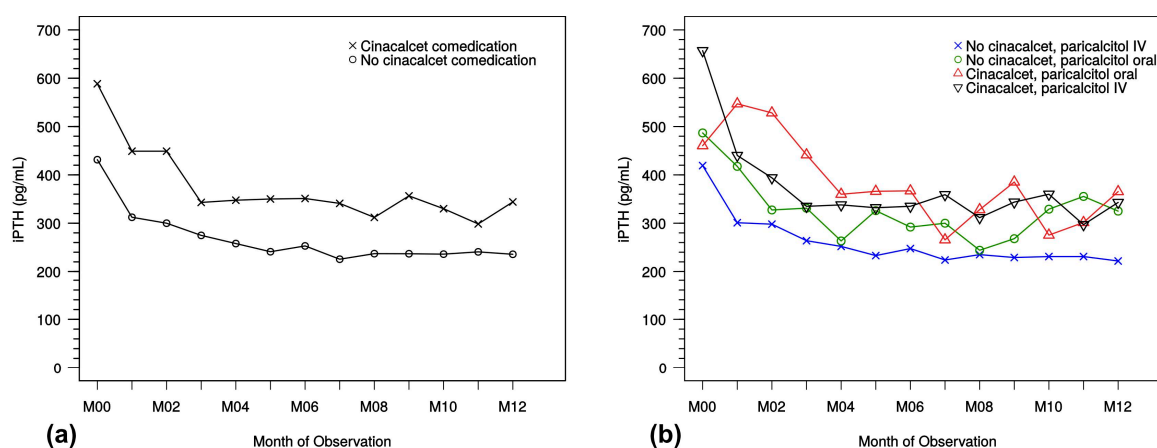 700
600
500
400
300
200
100
0
iPTH (pg/mL)
Cinacalcet comedication
No cinacalcet comedication
M00 M02 M04 M06 M08 M10 M12
Month of Observation
(a)
700
600
500
400
300
200
100
0
iPTH (pg/mL)
No cinacalcet, paricalcitol IV
No cinacalcet, paricalcitol oral
Cinacalcet, paricalcitol oral
Cinacalcet, paricalcitol IV
M00 M02 M04 M06 M08 M10 M12
Month of Observation
(b)